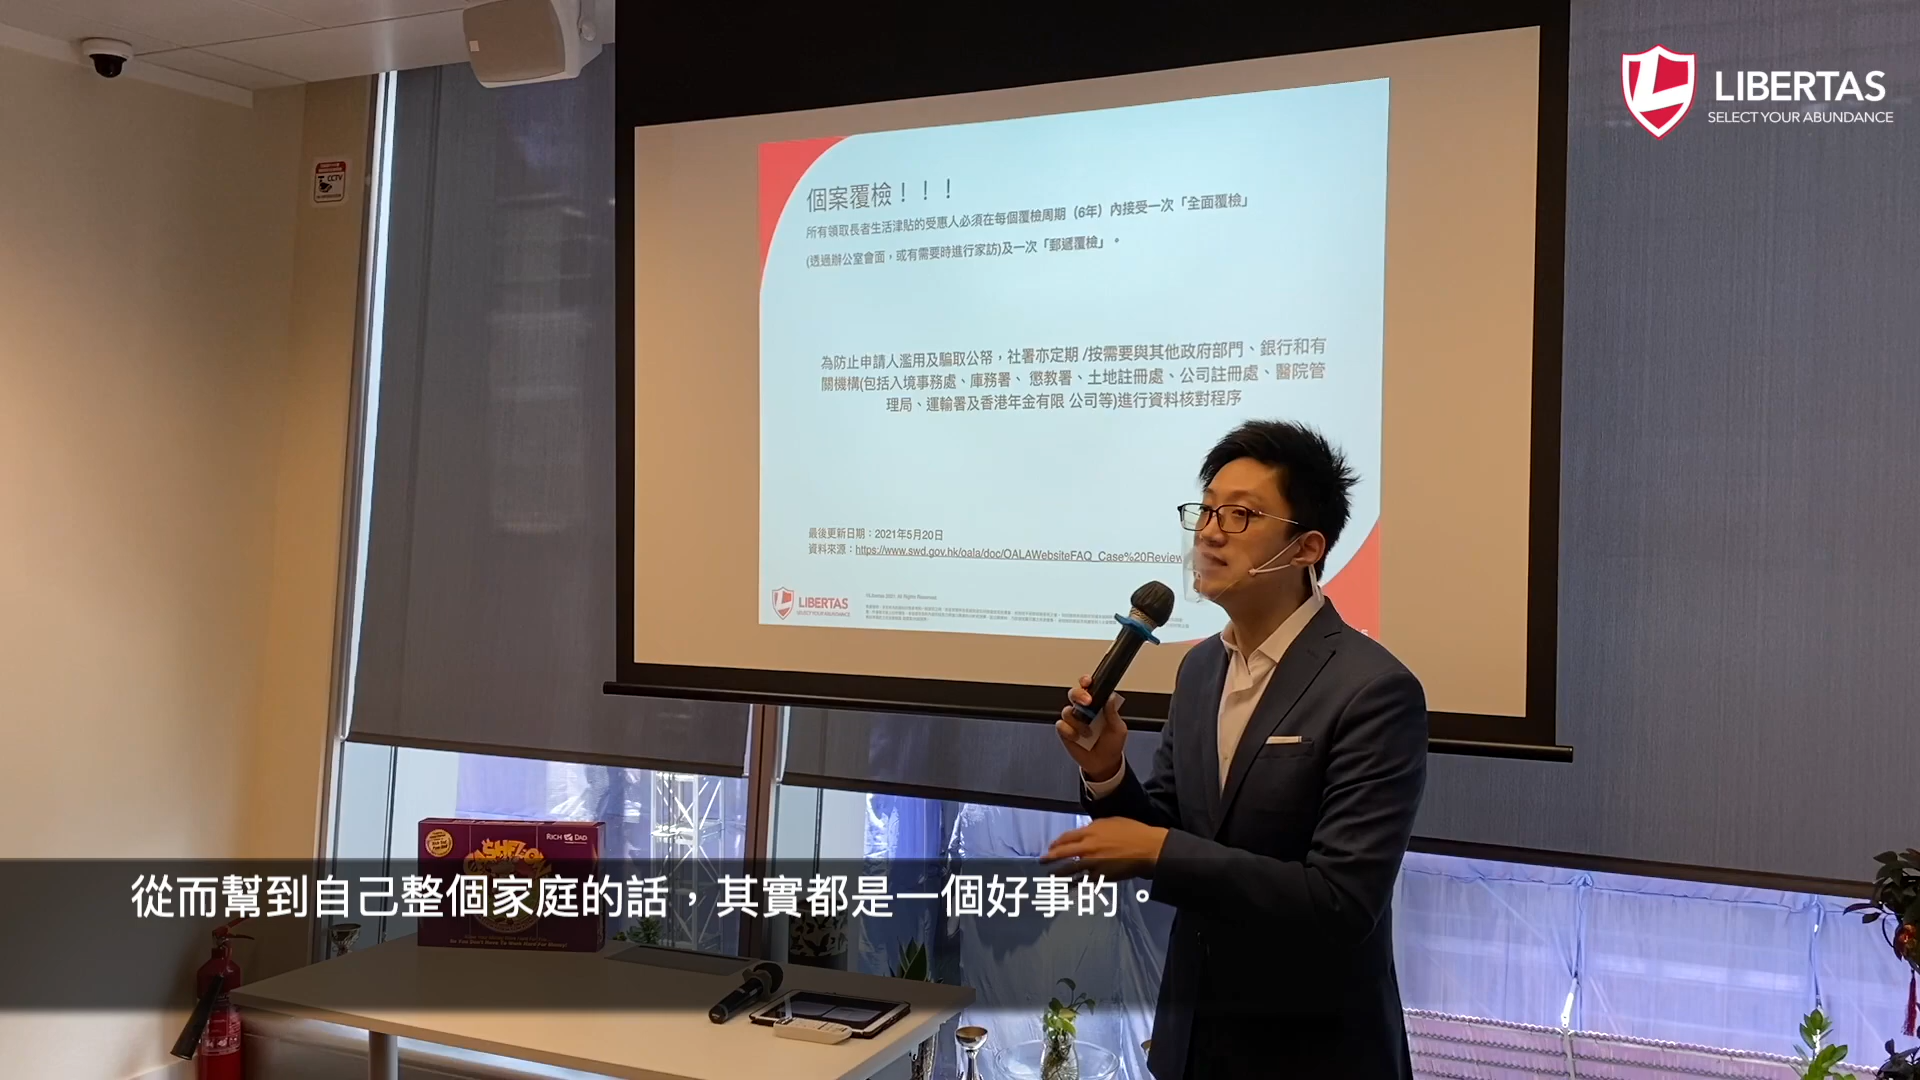 LIBERTAS
SELECT YOUR ABUNDANCE
CCTV
個案覆檢！！！
所有領取長者生活津貼的受惠人必須在每個覆檢周期（6年）內接受一次「全面覆檢」
(透過辦公室會面，或有需要時進行家訪)及一次「郵遞覆檢」。
為防止申請人濫用及騙取公帑，社署亦定期 /按需要與其他政府部門、銀行和有
關機構(包括入境事務處、庫務署、 懲教署、土地註冊處、公司註冊處、醫院管
理局、運輸署及香港年金有限 公司等)進行資料核對程序
最後更新日期：2021年5月20日
資料來源：https://www.swd.gov.hk/oala/doc/OALAWebsiteFAQ_Case%20Review
LIBERTAS
SELECT YOUR ABUNDANCE
RICH DAD
CASHFLOW
從而幫到自己整個家庭的話，其實都是一個好事的。